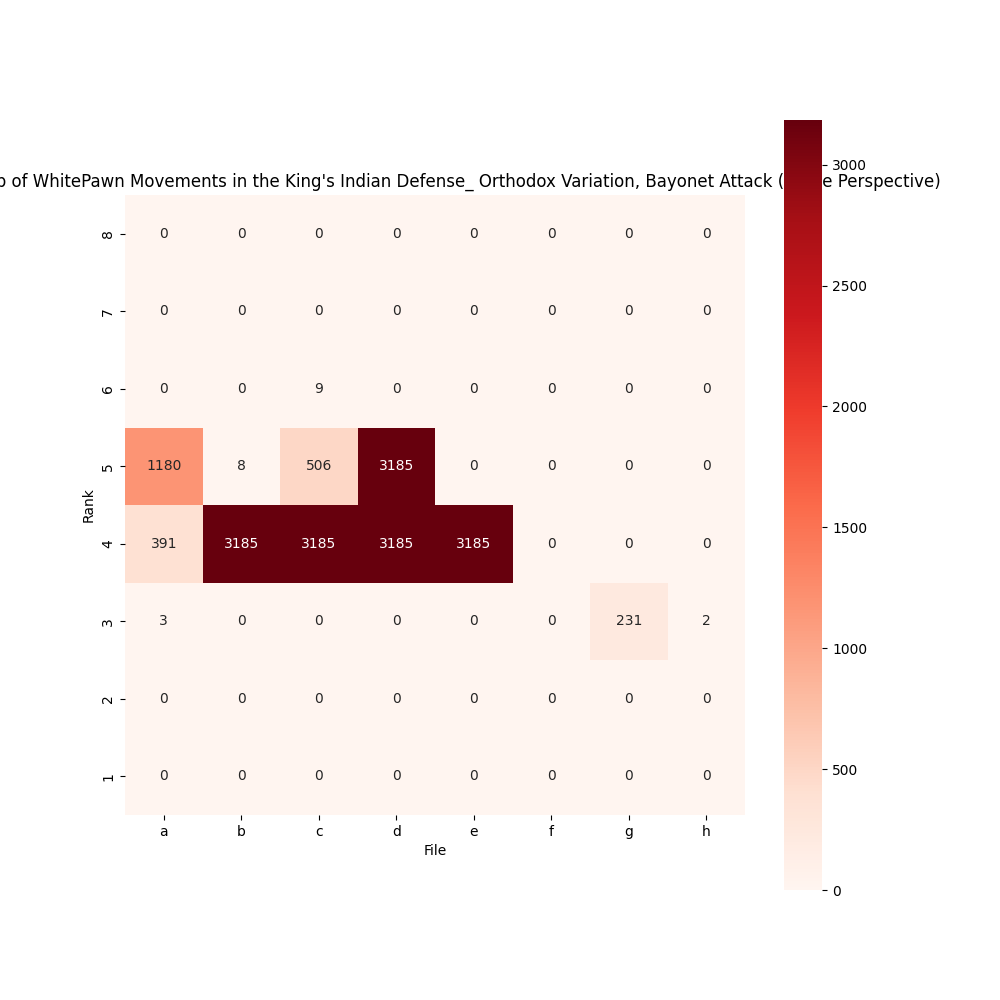 of WhitePawn Movements in the King's Indian Defense_ Orthodox Variation, Bayonet Attack ( Perspective)
3000
8 0 0 0 0 0 0 0 0
7 0 0 0 0 0 0 0 0
2500
6 0 0 9 0 0 0 0 0
2000
5 1180 8 506 3185 0 0 0 0
Rank
1500
4 391 3185 3185 3185 3185 0 0 0
1000
3 3 0 0 0 0 0 231 2
2 0 0 0 0 0 0 0 0
500
1 0 0 0 0 0 0 0 0
a b c d e f g h
File
0